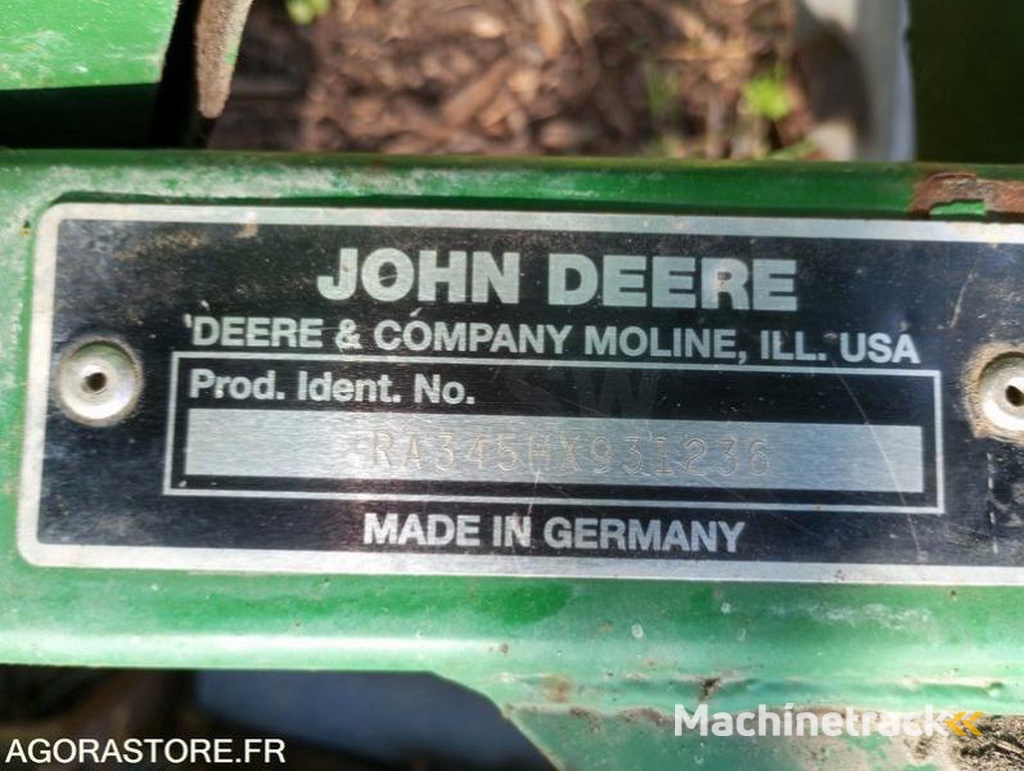 JOHN DEERE
DEERE & COMPANY MOLINE, ILL. USA
Prod. Ident. No.
RA345HX931236
MADE IN GERMANY
Machinetrack
AGORASTORE.FR